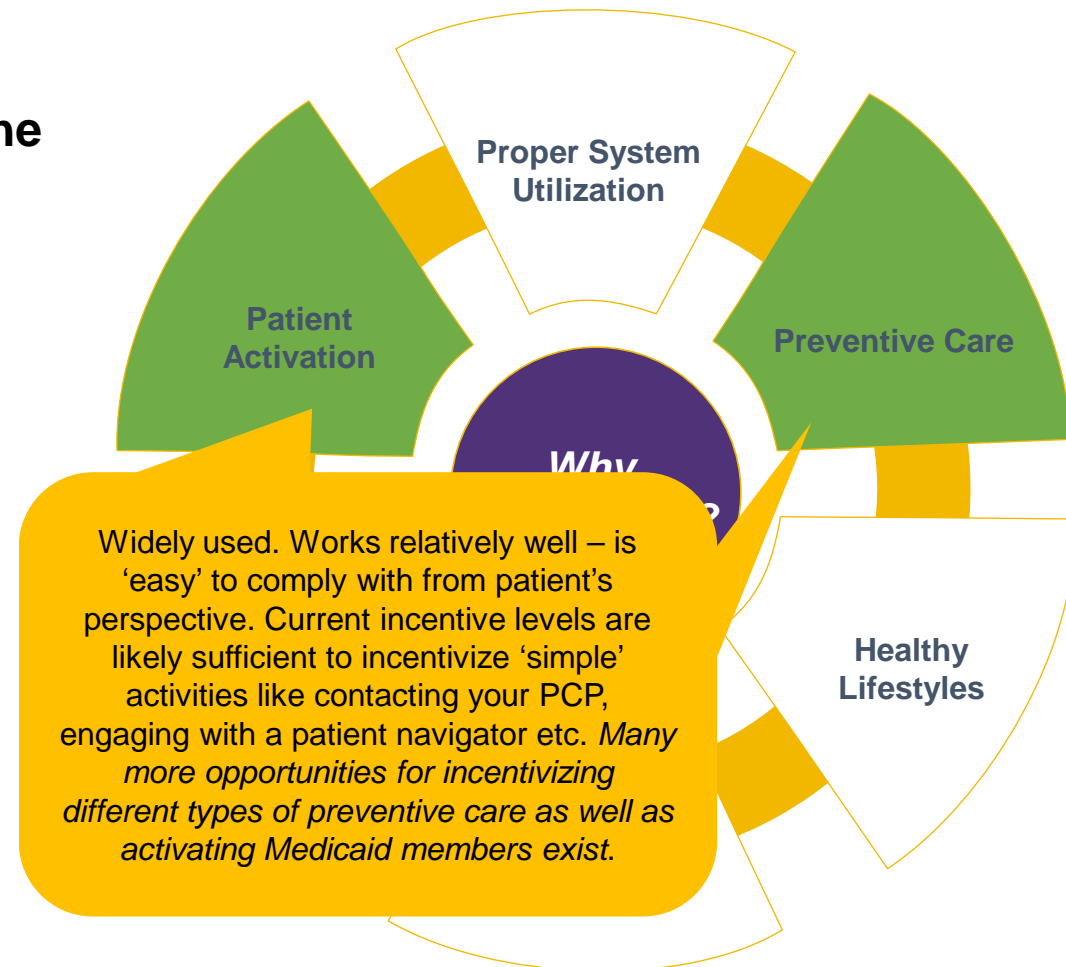 ne
Proper System
Utilization
Patient
Activation
Preventive Care
Why
?
Widely used. Works relatively well – is
‘easy’ to comply with from patient’s
perspective. Current incentive levels are
likely sufficient to incentivize ‘simple’
activities like contacting your PCP,
engaging with a patient navigator etc. Many
more opportunities for incentivizing
different types of preventive care as well as
activating Medicaid members exist.
Healthy
Lifestyles